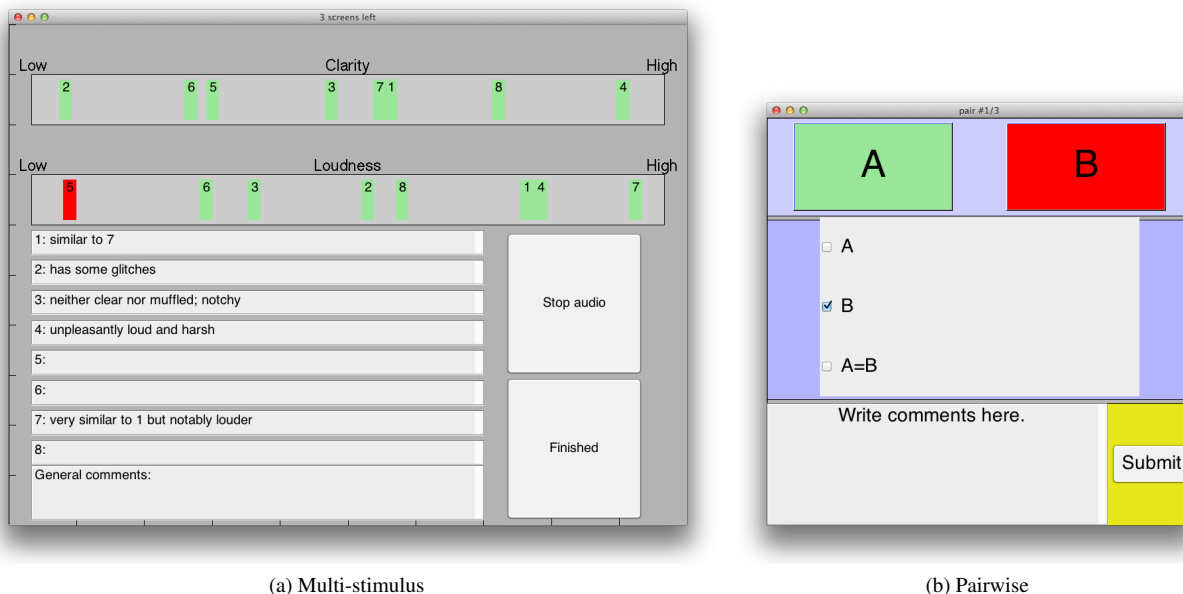 3 screens left
Low Clarity High
2 6 5 3 7 1 8 4
Low Loudness High
5 6 3 2 8 1 4 7
1: similar to 7
2: has some glitches
3: neither clear nor muffled; notchy
4: unpleasantly loud and harsh
5:
6:
7: very similar to 1 but notably louder
8:
General comments:
Stop audio
Finished
(a) Multi-stimulus
pair #1/3
A B
A
B
A=B
Write comments here.
Submit
(b) Pairwise